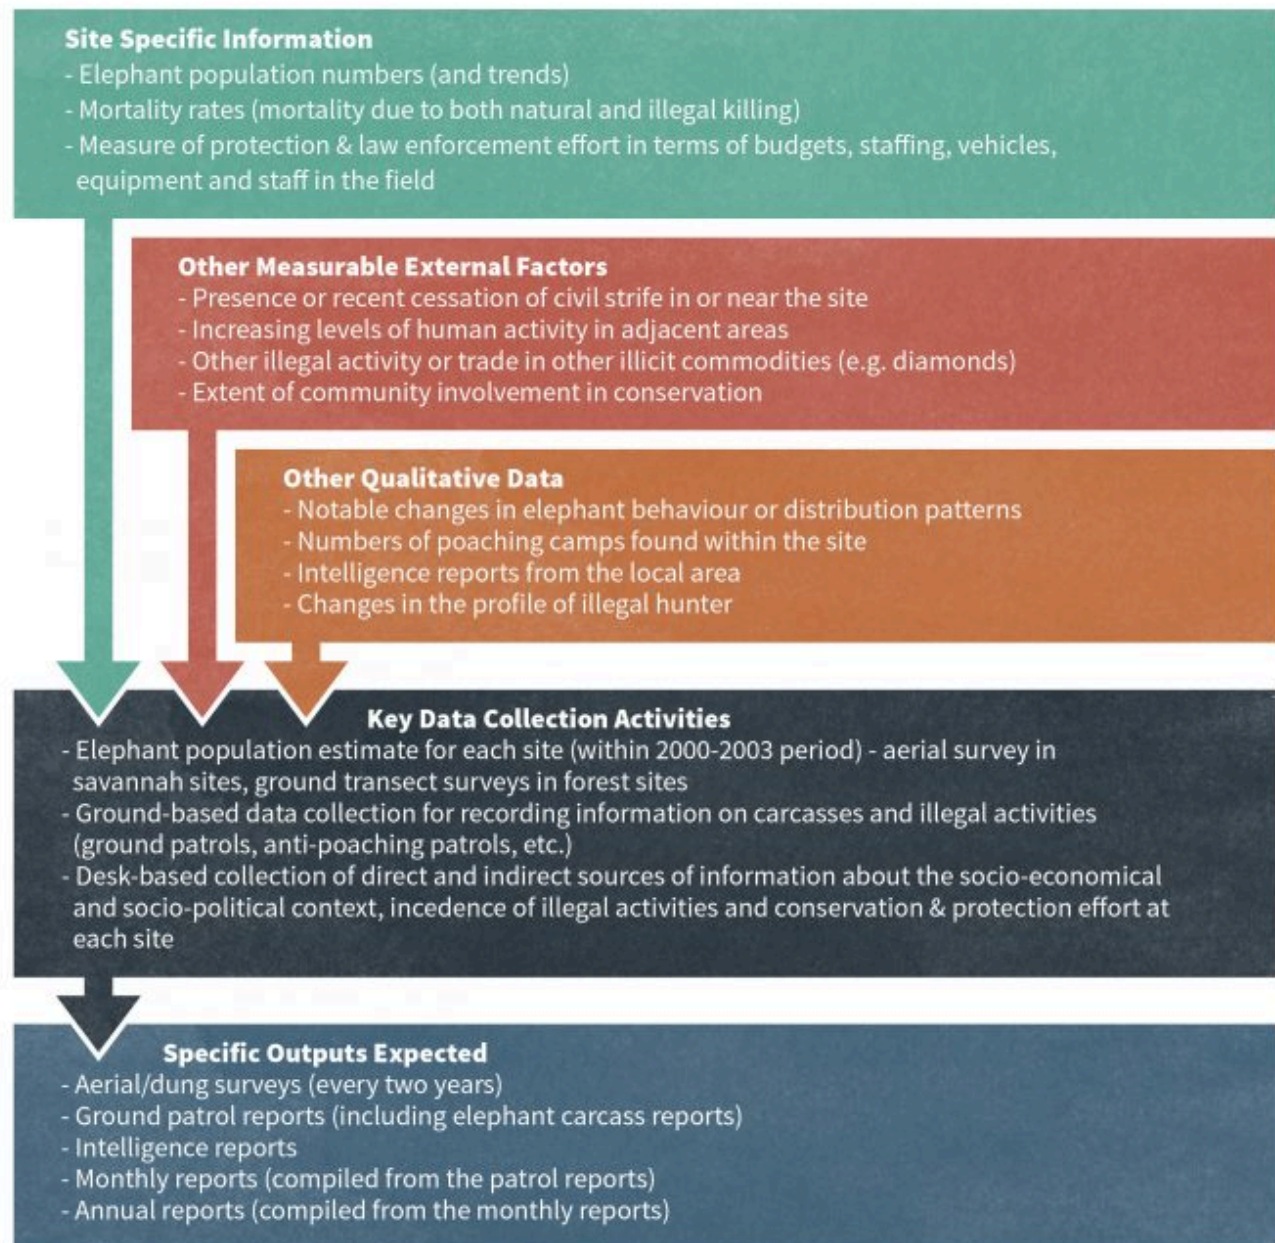 Site Specific Information
- Elephant population numbers (and trends)
- Mortality rates (mortality due to both natural and illegal killing)
- Measure of protection & law enforcement effort in terms of budgets, staffing, vehicles,
equipment and staff in the field
Other Measurable External Factors
- Presence or recent cessation of civil strife in or near the site
- Increasing levels of human activity in adjacent areas
- Other illegal activity or trade in other illicit commodities (e.g. diamonds)
- Extent of community involvement in conservation
Other Qualitative Data
- Notable changes in elephant behaviour or distribution patterns
- Numbers of poaching camps found within the site
- Intelligence reports from the local area
- Changes in the profile of illegal hunter
Key Data Collection Activities
- Elephant population estimate for each site (within 2000-2003 period) - aerial survey in
savannah sites, ground transect surveys in forest sites
- Ground-based data collection for recording information on carcasses and illegal activities
(ground patrols, anti-poaching patrols, etc.)
- Desk-based collection of direct and indirect sources of information about the socio-economical
and socio-political context, incedence of illegal activities and conservation & protection effort at
each site
Specific Outputs Expected
- Aerial/dung surveys (every two years)
- Ground patrol reports (including elephant carcass reports)
- Intelligence reports
- Monthly reports (compiled from the patrol reports)
- Annual reports (compiled from the monthly reports)